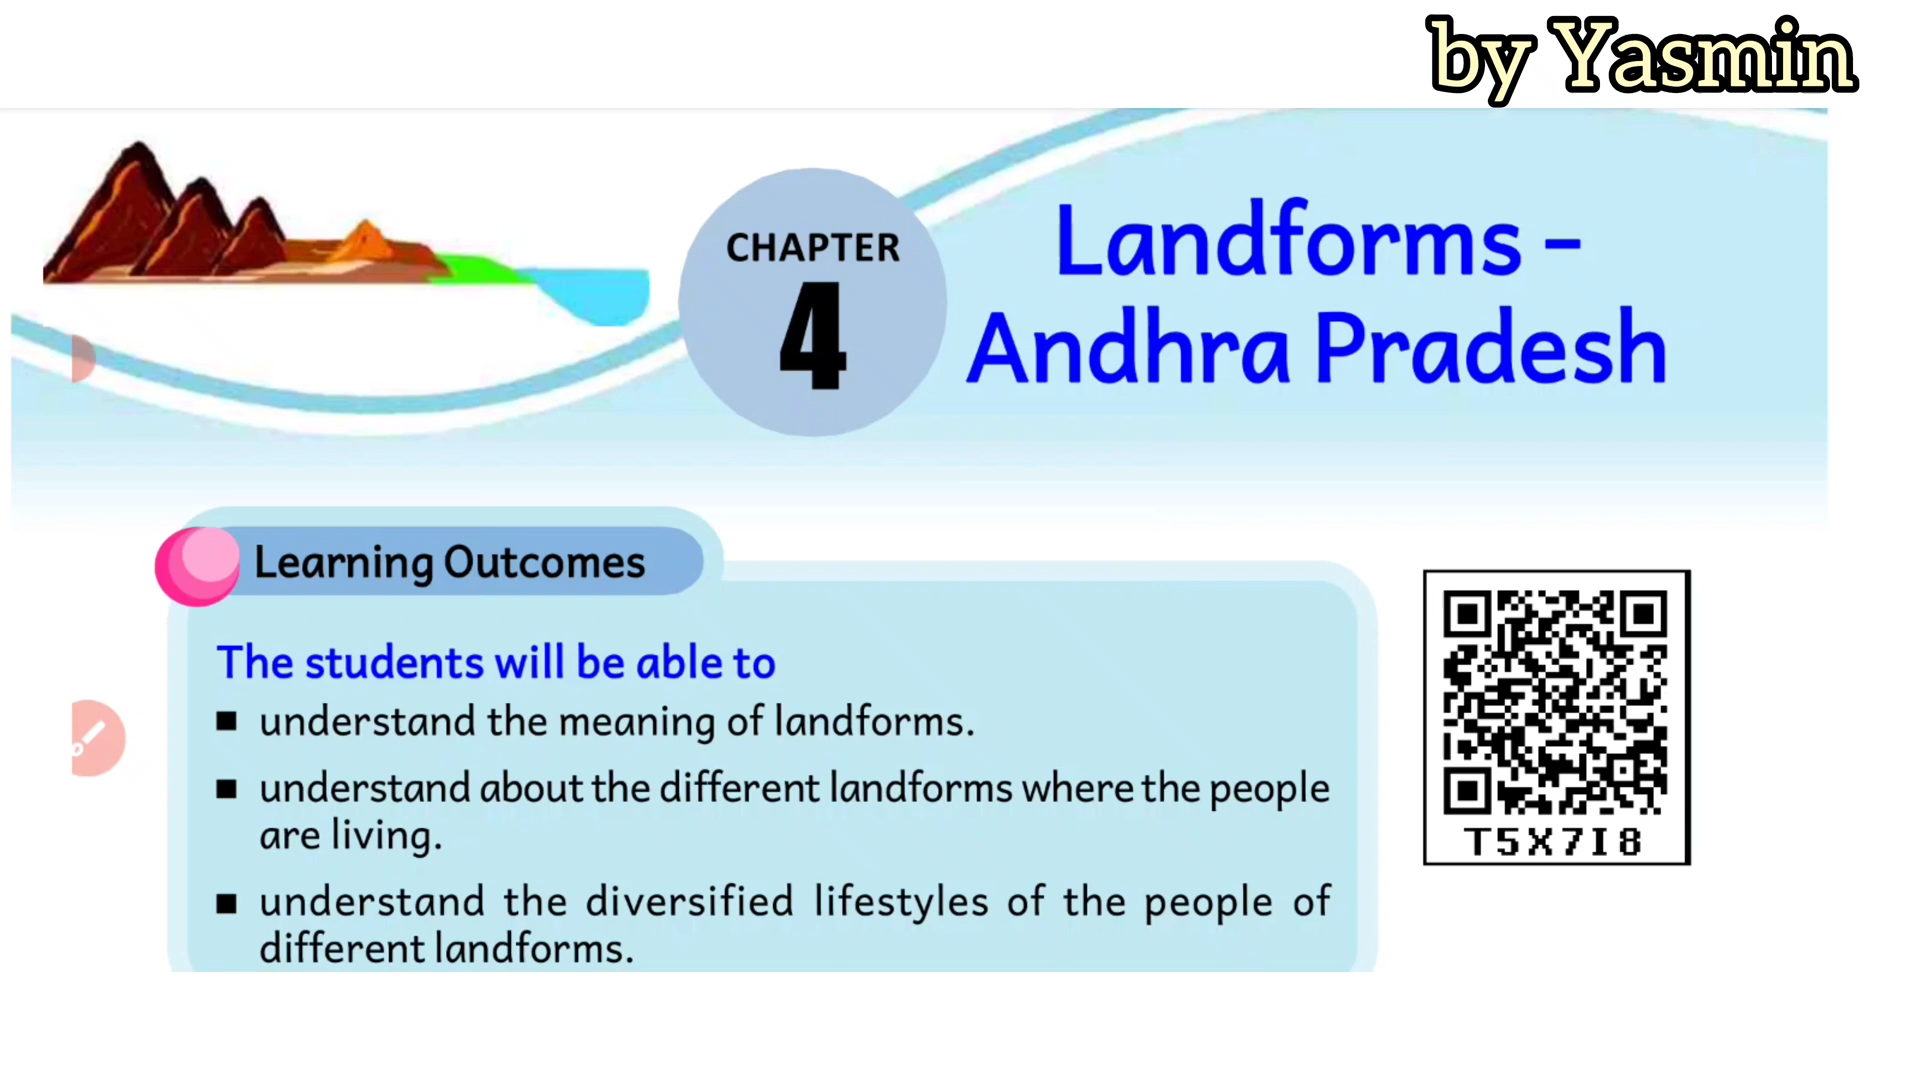 by Yasmin
CHAPTER
4
Landforms –
Andhra Pradesh
Learning Outcomes
The students will be able to
■ understand the meaning of landforms.
■ understand about the different landforms where the people
are living.
■ understand the diversified lifestyles of the people of
different landforms.
T5X7I8